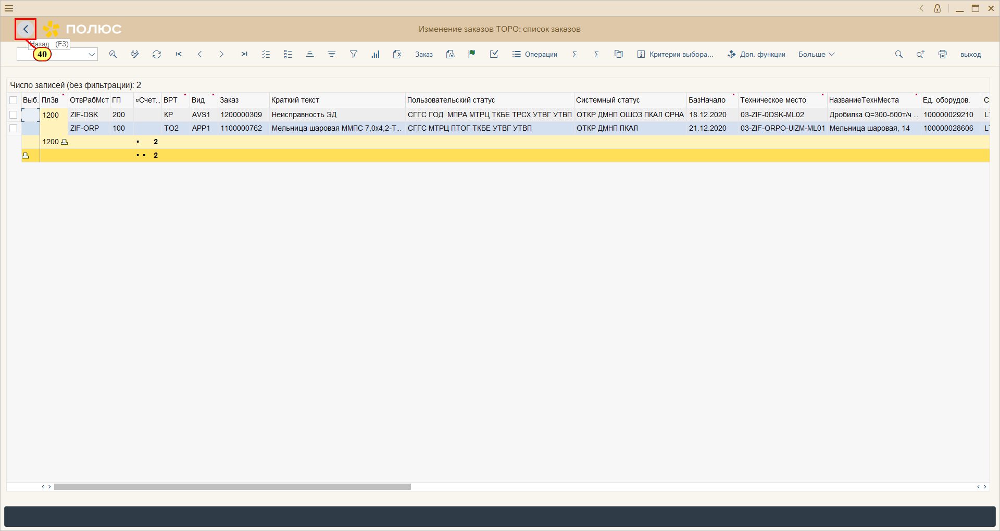 ПОЛЮС
Изменение заказов ТОРО: список заказов
Назад (F3)
40
Заказ
Операции
Σ
Σ
Критерии выбора...
Доп. функции
Больше
выход
Число записей (без фильтрации): 2
Выб. ПлЗв ОтвРабМст ГП Счет... ВРТ Вид Заказ Краткий текст Пользовательский статус Системный статус БазНачало Техническое место НазваниеТехнМеста Ед. оборудов. С
1200 ZIF-DSK 200 КР AVS1 1200000309 Неисправность ЭД СГГС ГОД МПРА МТРЦ ТКБЕ ТРСХ УТВГ УТВП ОТКР ДМНП ОШОЗ ПКАЛ СРНА 18.12.2020 03-ZIF-0DSK-ML02 Дробилка Q=300-500т/ч ... 100000029210
ZIF-ORP 100 ТО2 APP1 1100000762 Мельница шаровая ММПС 7,0х4,2-Т... СГГС МТРЦ ПТОГ ТКБЕ УТВГ УТВП ОТКР ДМНП ПКАЛ 21.12.2020 03-ZIF-ORPO-UIZM-ML01 Мельница шаровая, 14 100000028606
1200 2
2